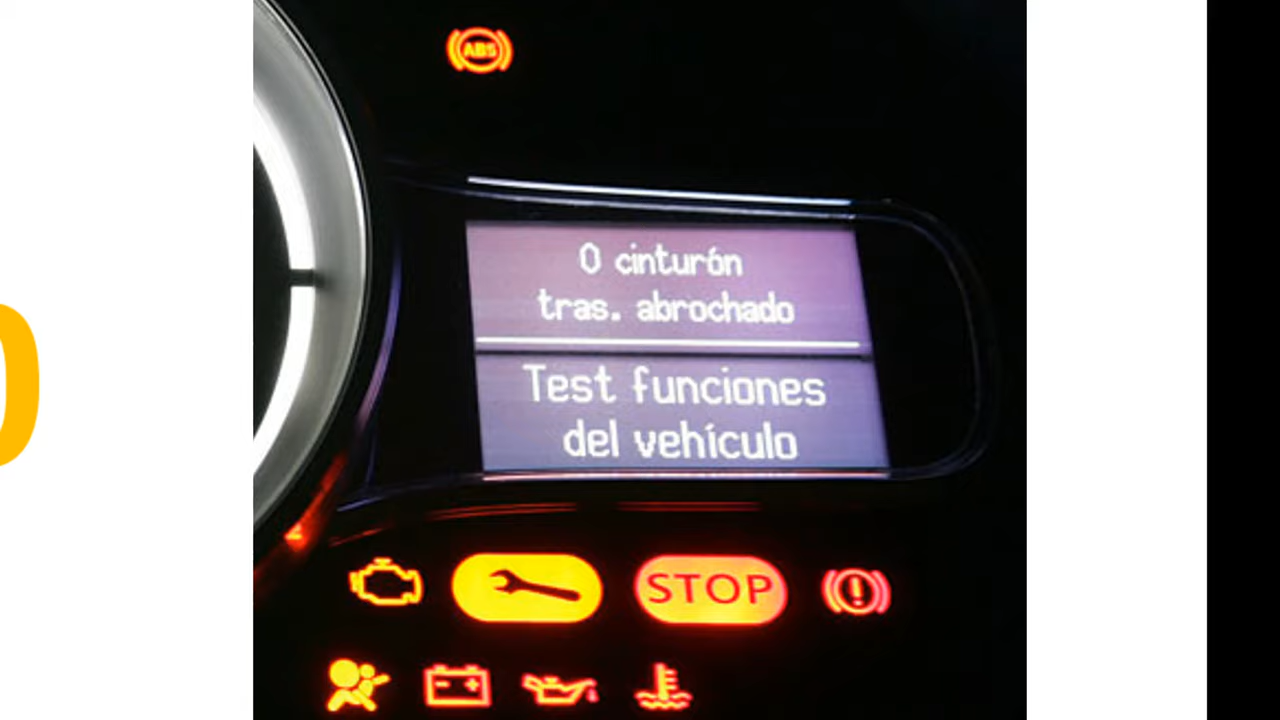 ABS
0 cinturón
tras. abrochado
Test funciones
del vehículo
STOP